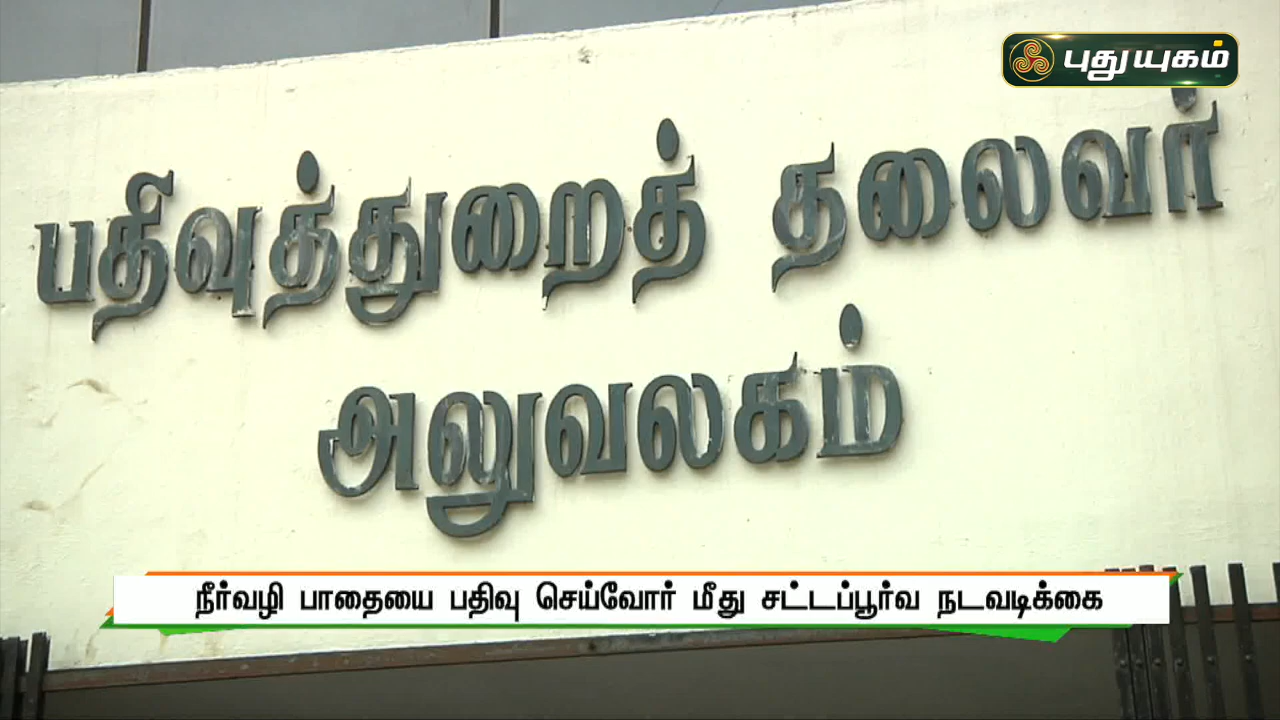 புதுயுகம்
பதிவுத்துறைத் தலைவர்
அலுவலகம்
நீர்வழி பாதையை பதிவு செய்வோர் மீது சட்டப்பூர்வ நடவடிக்கை